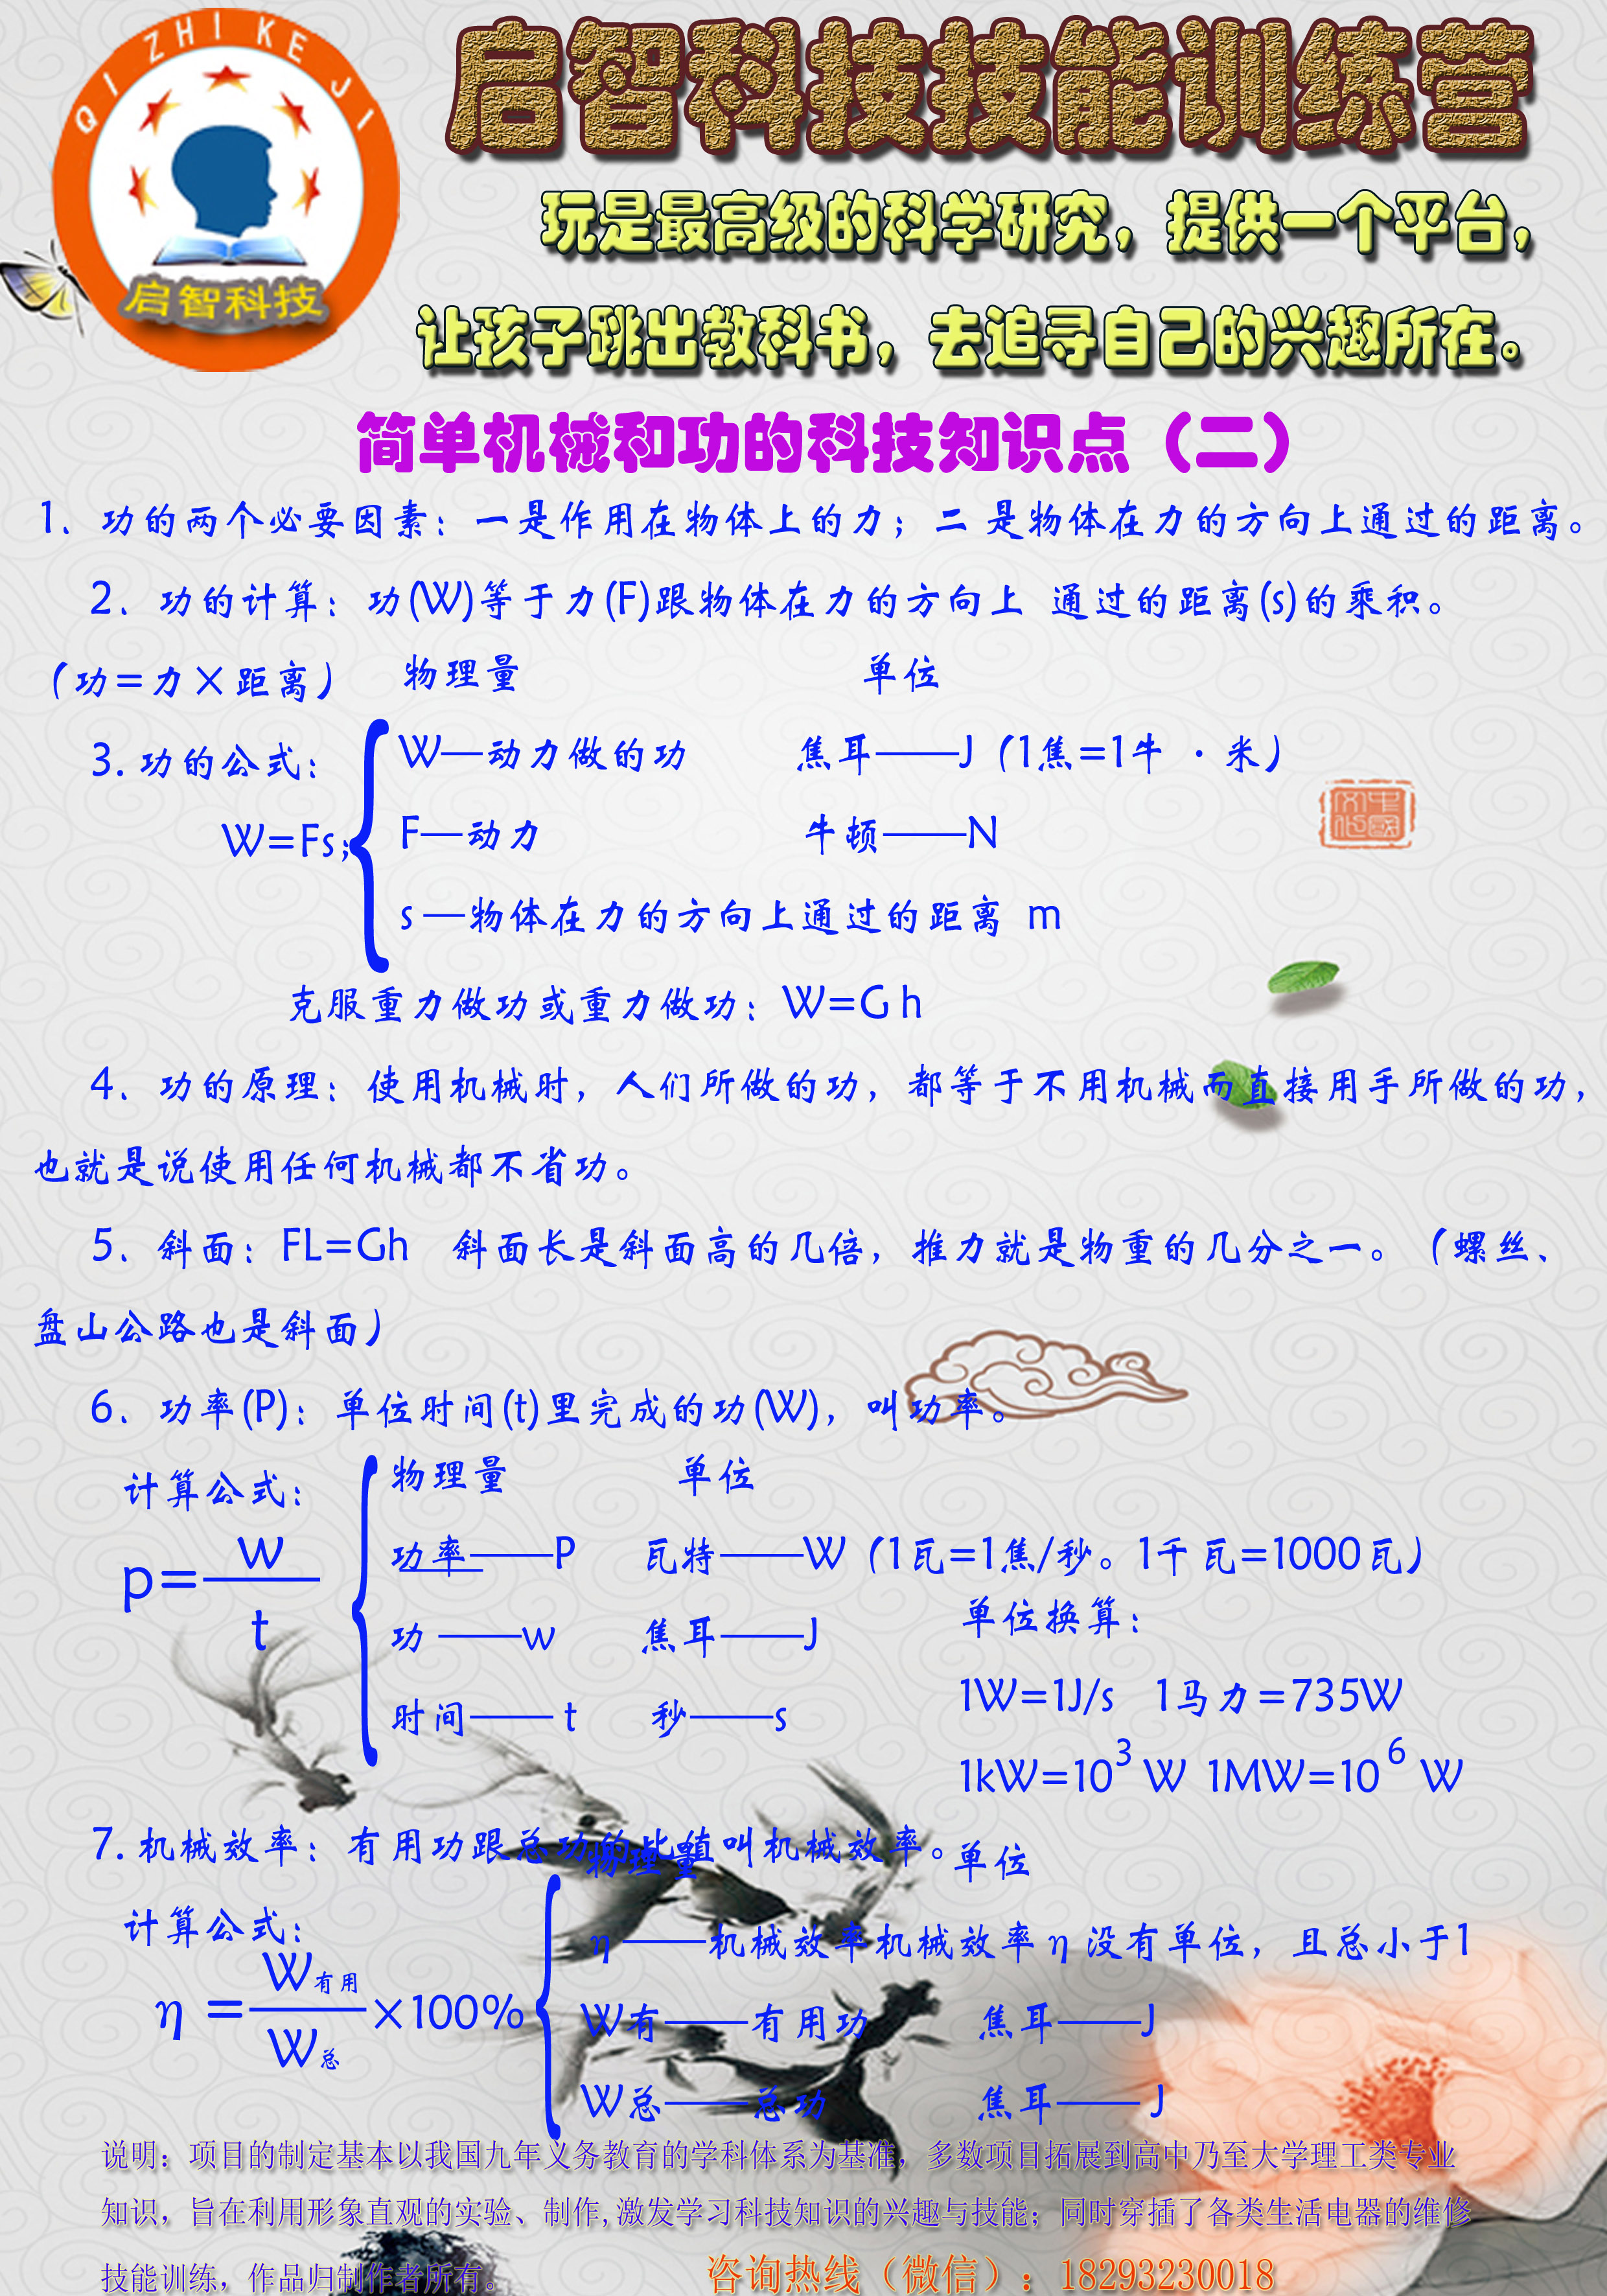 QI ZHI KE JI
启智科技
启智科技技能训练营
玩是最高级的科学研究，提供一个平台，
让孩子跳出教科书，去追寻自己的兴趣所在。
简单机械和功的科技知识点（二）
1、功的两个必要因素：一是作用在物体上的力；二 是物体在力的方向上通过的距离。
2、功的计算：功(W)等于力(F)跟物体在力的方向上 通过的距离(s)的乘积。
（功=力×距离） 物理量 单位
3.功的公式：
W=Fs；
W—动力做的功 焦耳——J（1焦=1牛 · 米）
F—动力 牛顿——N
s —物体在力的方向上通过的距离 m
克服重力做功或重力做功：W=G h
4、功的原理：使用机械时，人们所做的功，都等于不用机械而直接用手所做的功，
也就是说使用任何机械都不省功。
5、斜面：FL=Gh 斜面长是斜面高的几倍，推力就是物重的几分之一。（螺丝、
盘山公路也是斜面）
6、功率(P)：单位时间(t)里完成的功(W)，叫功率。
计算公式：
p=w/t
物理量 单位
功率——P 瓦特——W（1瓦=1焦/秒。1千瓦=1000瓦）
功 ——w 焦耳——J
时间—— t 秒——s
单位换算：
1W=1J/s 1马力=735W
1kW=10³ W 1MW=10⁶ W
7.机械效率：有用功跟总功的比值叫机械效率。
物理量 单位
计算公式：
η =W有用/W总×100%
η ——机械效率机械效率η 没有单位，且总小于1
W有——有用功 焦耳——J
W总——总功 焦耳—— J
说明：项目的制定基本以我国九年义务教育的学科体系为基准，多数项目拓展到高中乃至大学理工类专业
知识，旨在利用形象直观的实验、制作,激发学习科技知识的兴趣与技能；同时穿插了各类生活电器的维修
技能训练，作品归制作者所有。
咨询热线（微信）：18293230018